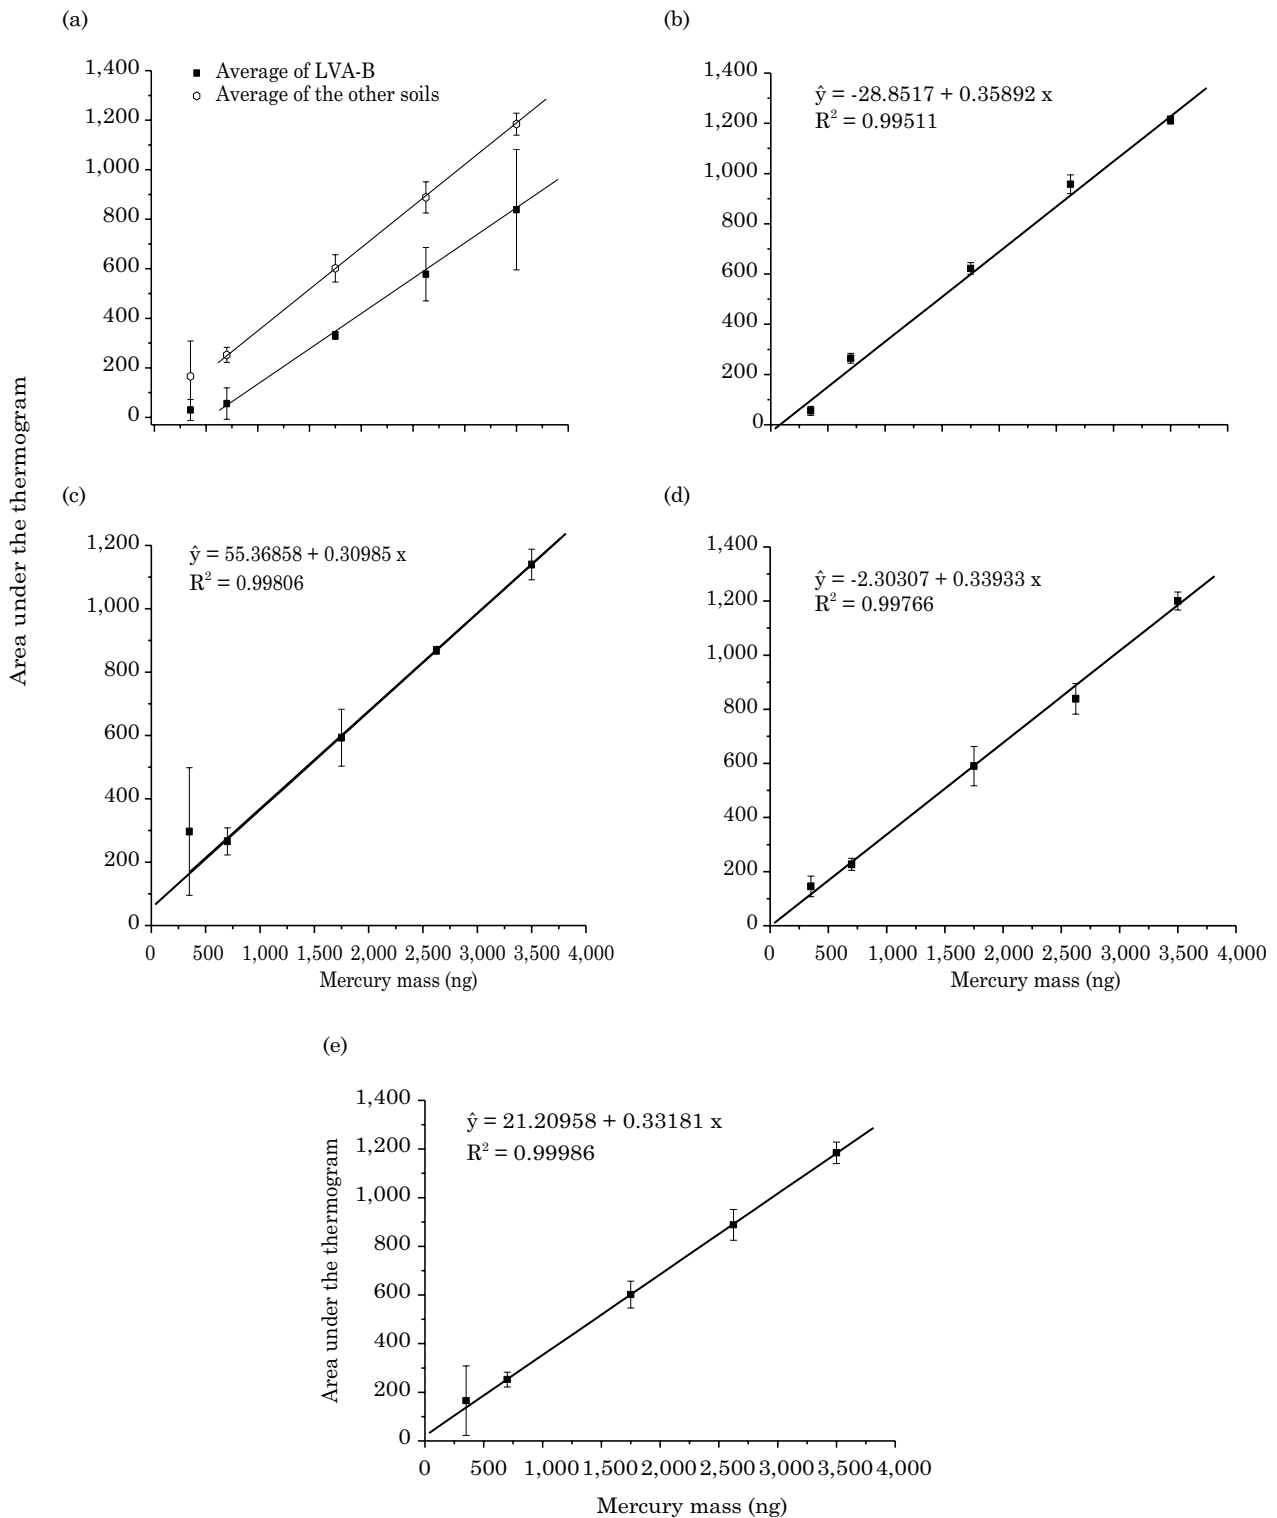 (a)
1,400
1,200
1,000
800
600
400
200
0
Average of LVA-B
Average of the other soils
(b)
1,400
1,200
1,000
800
600
400
200
0
ŷ = -28.8517 + 0.35892 x
R² = 0.99511
Area under the thermogram
(c)
1,200
1,000
800
600
400
200
0
ŷ = 55.36858 + 0.30985 x
R² = 0.99806
0 500 1,000 1,500 2,000 2,500 3,000 3,500 4,000
Mercury mass (ng)
(d)
1,400
1,200
1,000
800
600
400
200
0
ŷ = -2.30307 + 0.33933 x
R² = 0.99766
0 500 1,000 1,500 2,000 2,500 3,000 3,500 4,000
Mercury mass (ng)
(e)
Area under the thermogram
1,400
1,200
1,000
800
600
400
200
0
ŷ = 21.20958 + 0.33181 x
R² = 0.99986
0 500 1,000 1,500 2,000 2,500 3,000 3,500 4,000
Mercury mass (ng)